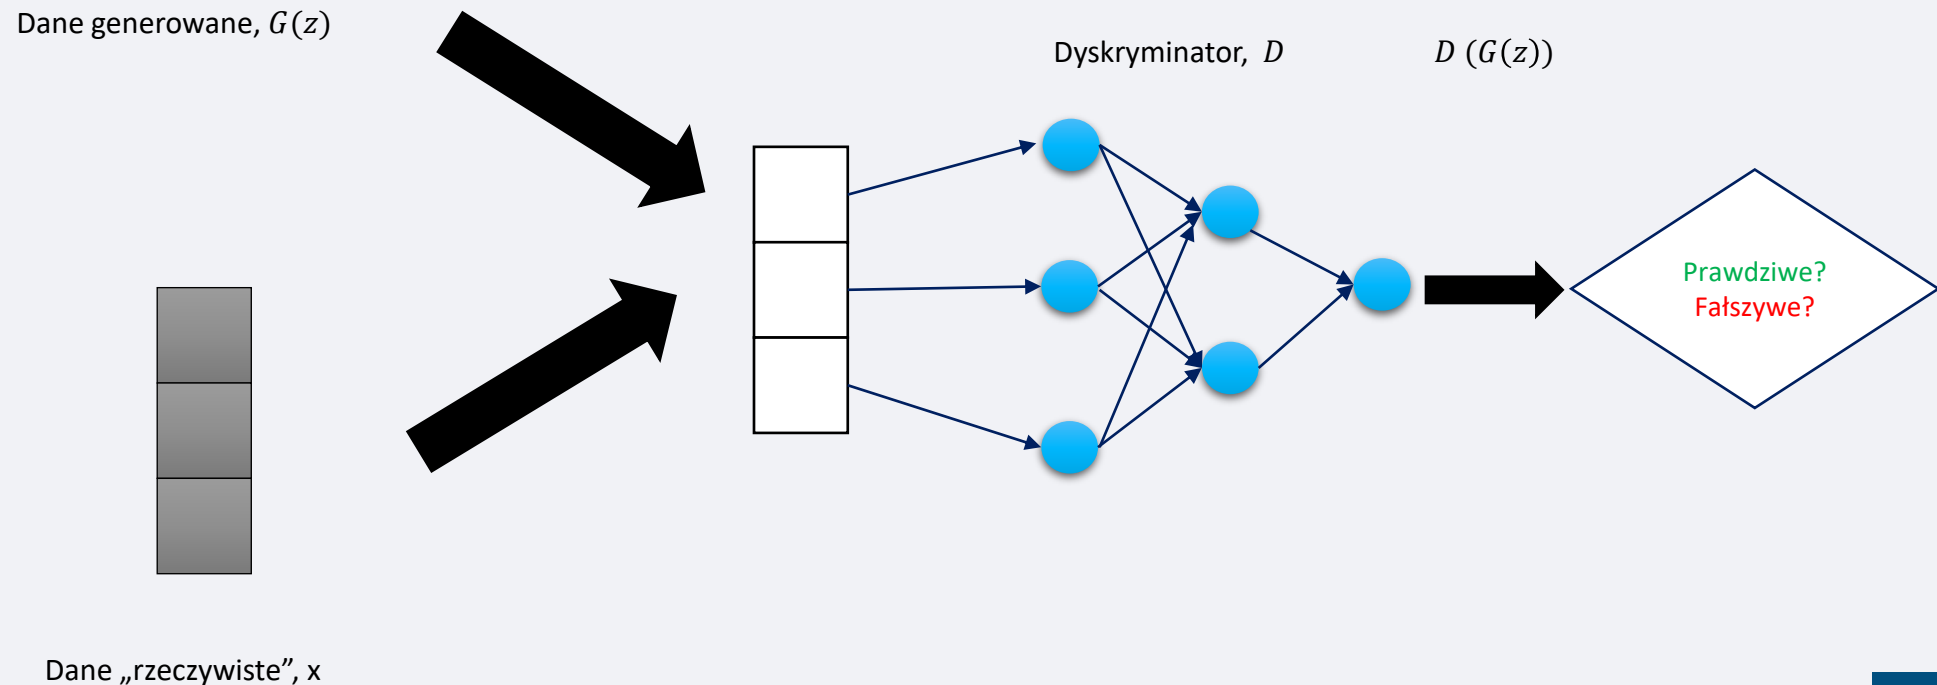 Dane generowane, G(z)
Dyskryminator, D
D (G(z))
Prawdziwe?
Fałszywe?
Dane „rzeczywiste”, x